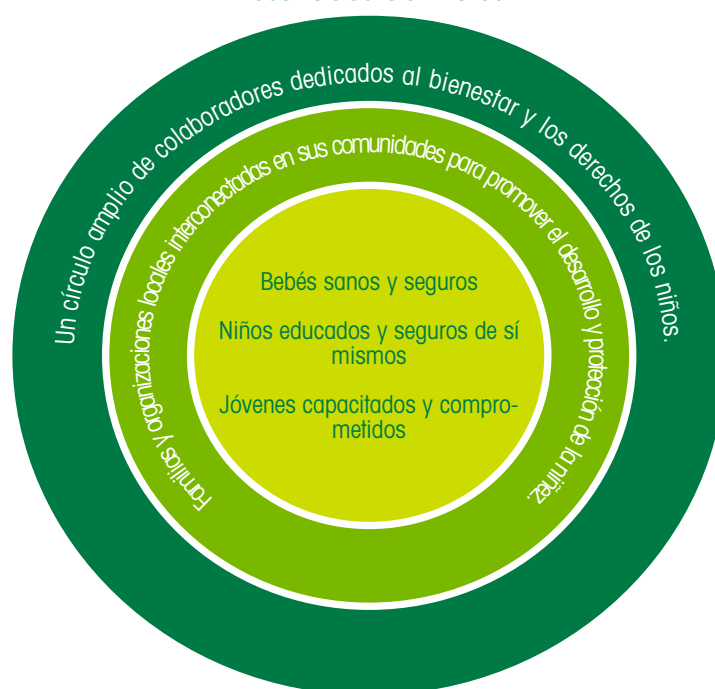 Un círculo amplio de colaboradores dedicados al bienestar y los derechos de los niños.
Familias y organizaciones locales interconectadas en sus comunidades para promover el desarrollo y protección de la niñez.
Bebés sanos y seguros
Niños educados y seguros de sí
mismos
Jóvenes capacitados y compro-
metidos